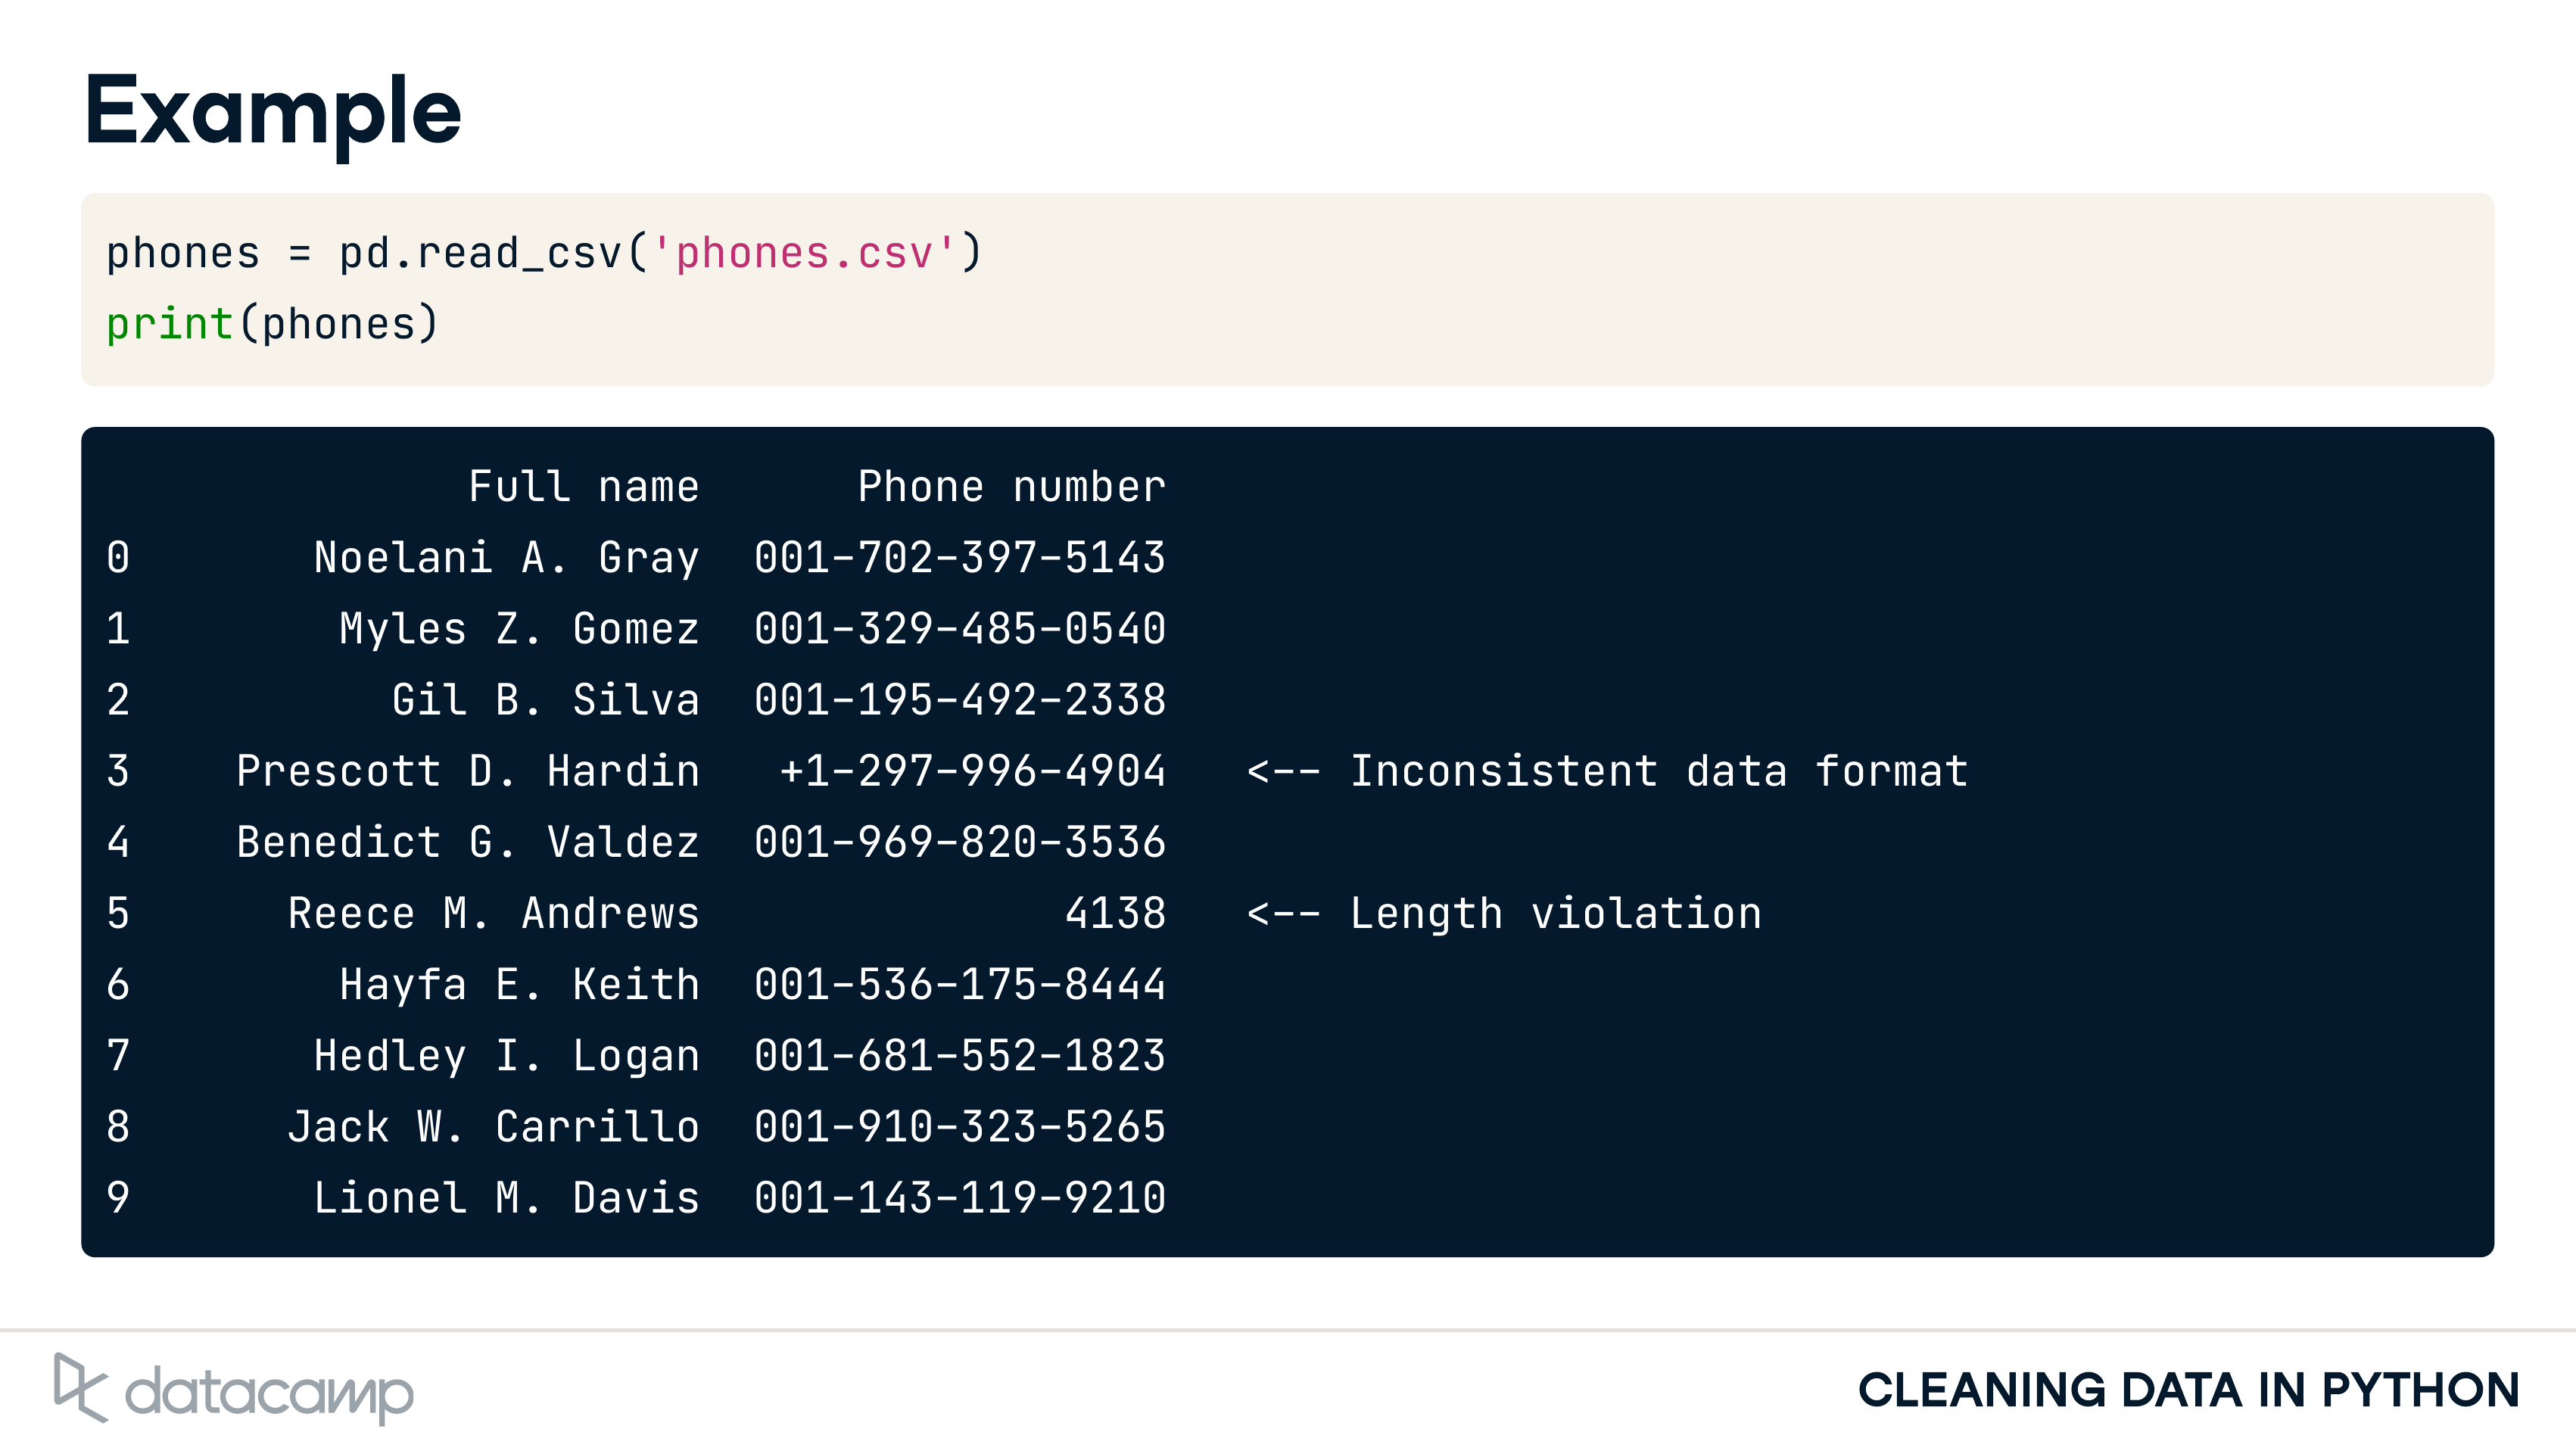 Example
phones = pd.read_csv('phones.csv')
print(phones)
Full name Phone number
0 Noelani A. Gray 001-702-397-5143
1 Myles Z. Gomez 001-329-485-0540
2 Gil B. Silva 001-195-492-2338
3 Prescott D. Hardin +1-297-996-4904 <-- Inconsistent data format
4 Benedict G. Valdez 001-969-820-3536
5 Reece M. Andrews 4138 <-- Length violation
6 Hayfa E. Keith 001-536-175-8444
7 Hedley I. Logan 001-681-552-1823
8 Jack W. Carrillo 001-910-323-5265
9 Lionel M. Davis 001-143-119-9210
datacamp
CLEANING DATA IN PYTHON